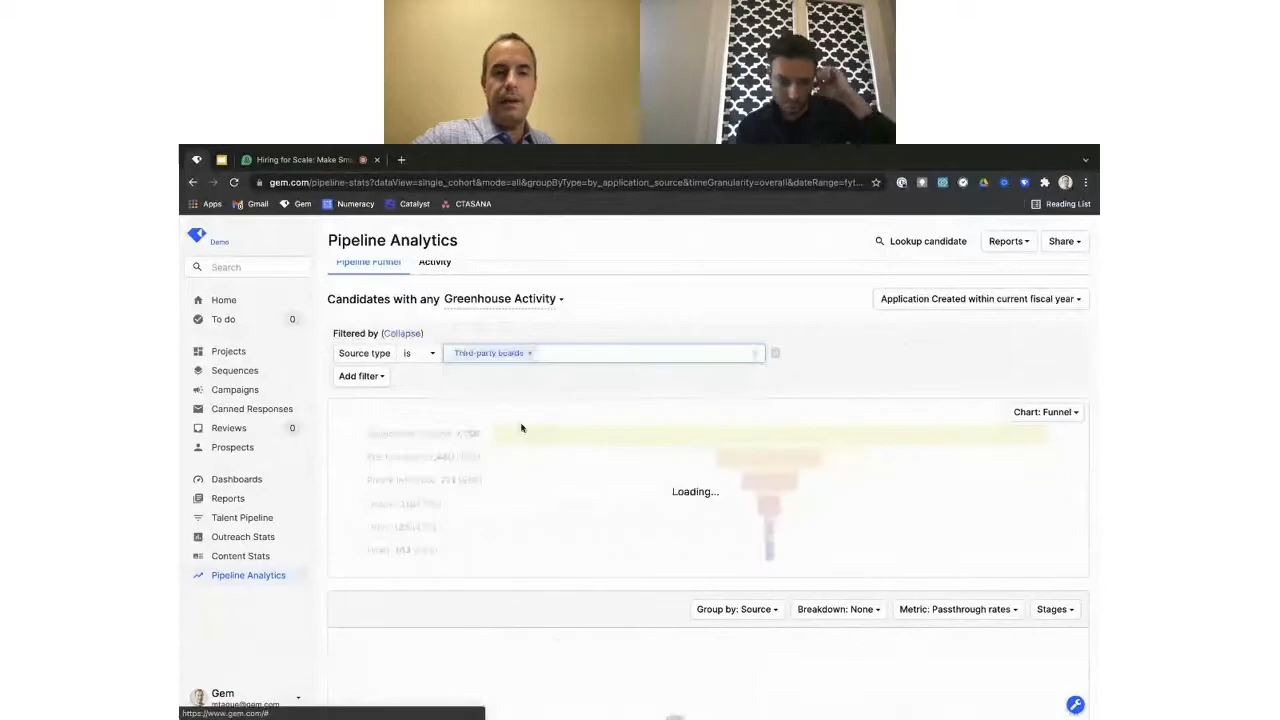 Hiring for Scale: Make Sma
gem.com/pipeline-stats?dataView=single_cohort&mode=all&groupByType=by_application_source&timeGranularity=overall&dateRange=fyt...
Apps Gmail Gem Numeracy Catalyst CTASANA Reading List
Demo
Pipeline Analytics
Lookup candidate Reports Share
Search
Pipeline Funnel Activity
Home
To do 0
Candidates with any Greenhouse Activity
Application Created within current fiscal year
Filtered by (Collapse)
Source type is Third-party boards
Add filter
Projects
Sequences
Campaigns
Canned Responses
Reviews 0
Prospects
Chart: Funnel
Loading...
Dashboards
Reports
Talent Pipeline
Outreach Stats
Content Stats
Pipeline Analytics
Group by: Source Breakdown: None Metric: Passthrough rates Stages
Gem
mtague@gem.com
https://www.gem.com/#